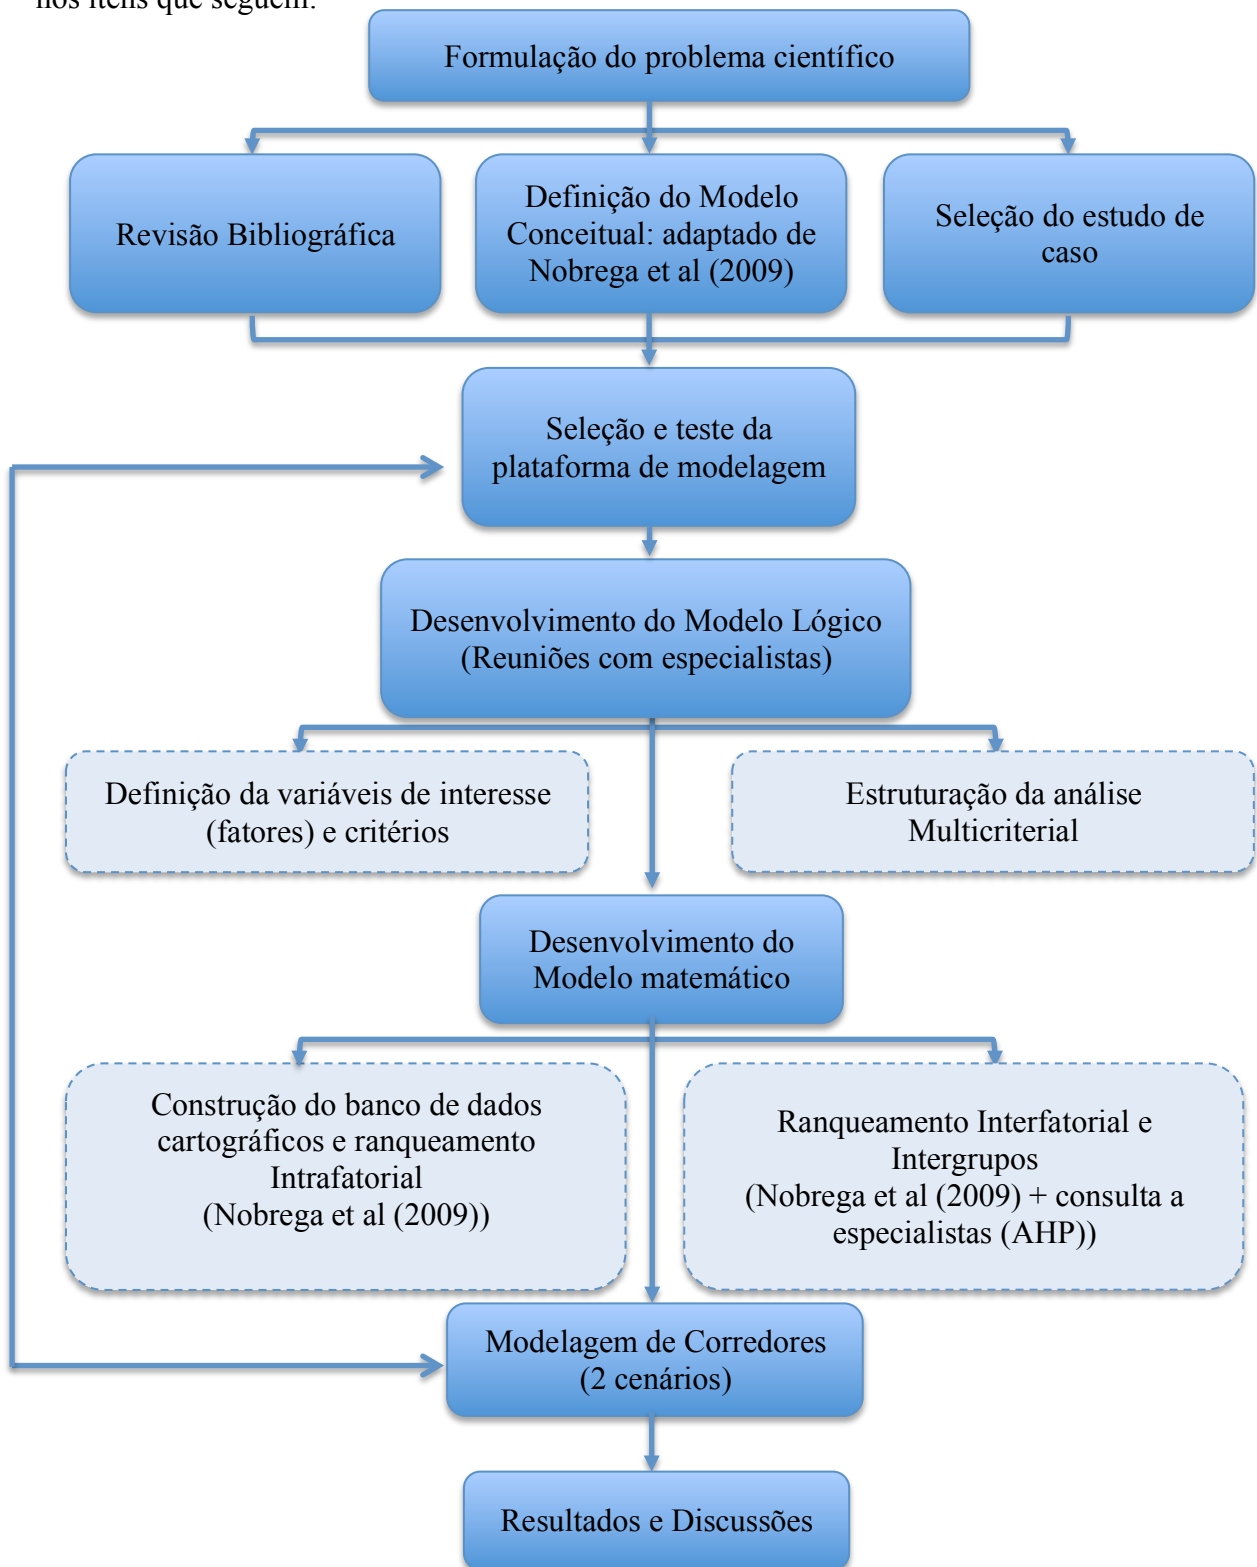 nos itens que seguem.
Formulação do problema científico
Revisão Bibliográfica
Definição do Modelo
Conceitual: adaptado de
Nobrega et al (2009)
Seleção do estudo de
caso
Seleção e teste da
plataforma de modelagem
Desenvolvimento do Modelo Lógico
(Reuniões com especialistas)
Definição da variáveis de interesse
(fatores) e critérios
Estruturação da análise
Multicriterial
Desenvolvimento do
Modelo matemático
Construção do banco de dados
cartográficos e ranqueamento
Intrafatorial
(Nobrega et al (2009))
Ranqueamento Interfatorial e
Intergrupos
(Nobrega et al (2009) + consulta a
especialistas (AHP))
Modelagem de Corredores
(2 cenários)
Resultados e Discussões